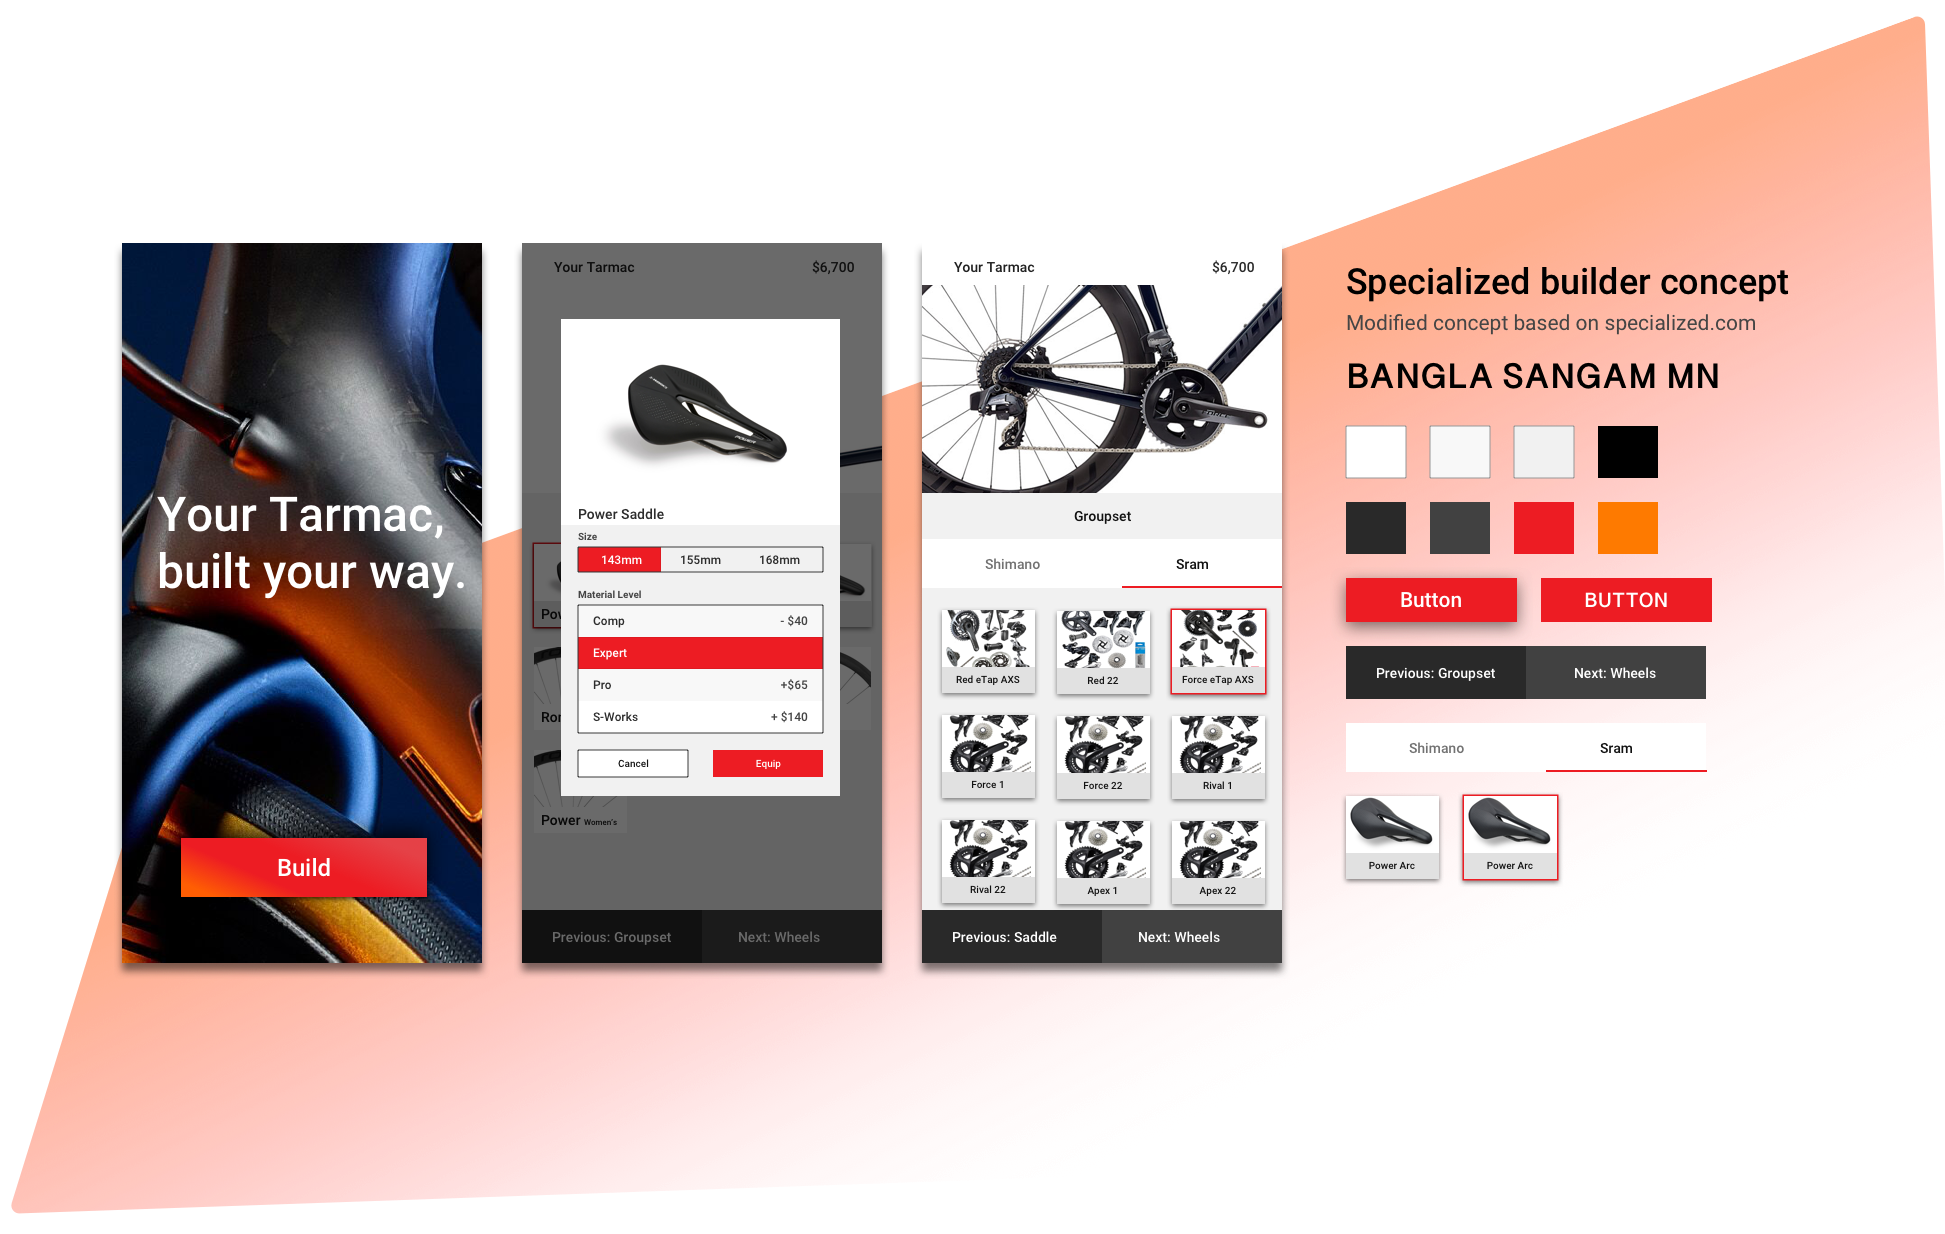 Your Tarmac,
built your way.
Build
Your Tarmac
$6,700
Power Saddle
Size
143mm
155mm
168mm
Material Level
Comp
- $40
Expert
Pro
+$65
S-Works
+ $140
Cancel
Equip
Power Women's
Previous: Groupset
Next: Wheels
Your Tarmac
$6,700
Groupset
Shimano
Sram
Red eTap AXS
Red 22
Force eTap AXS
Force 1
Force 22
Rival 1
Rival 22
Apex 1
Apex 22
Previous: Saddle
Next: Wheels
Specialized builder concept
Modified concept based on specialized.com
BANGLA SANGAM MN
Button
BUTTON
Previous: Groupset
Next: Wheels
Shimano
Sram
Power Arc
Power Arc